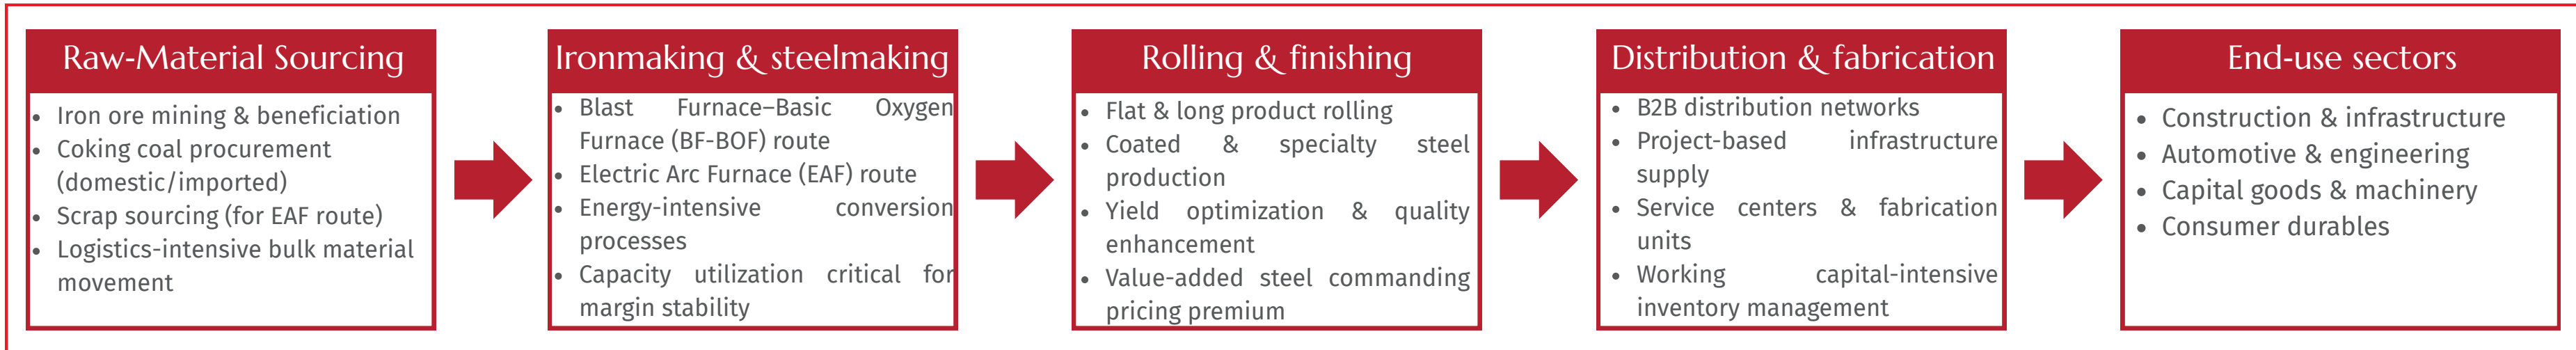 Raw-Material Sourcing
• Iron ore mining & beneficiation
• Coking coal procurement
(domestic/imported)
• Scrap sourcing (for EAF route)
• Logistics-intensive bulk material
movement
Ironmaking & steelmaking
• Blast Furnace–Basic Oxygen
Furnace (BF-BOF) route
• Electric Arc Furnace (EAF) route
• Energy-intensive conversion
processes
• Capacity utilization critical for
margin stability
Rolling & finishing
• Flat & long product rolling
• Coated & specialty steel
production
• Yield optimization & quality
enhancement
• Value-added steel commanding
pricing premium
Distribution & fabrication
• B2B distribution networks
• Project-based infrastructure
supply
• Service centers & fabrication
units
• Working capital-intensive
inventory management
End-use sectors
• Construction & infrastructure
• Automotive & engineering
• Capital goods & machinery
• Consumer durables